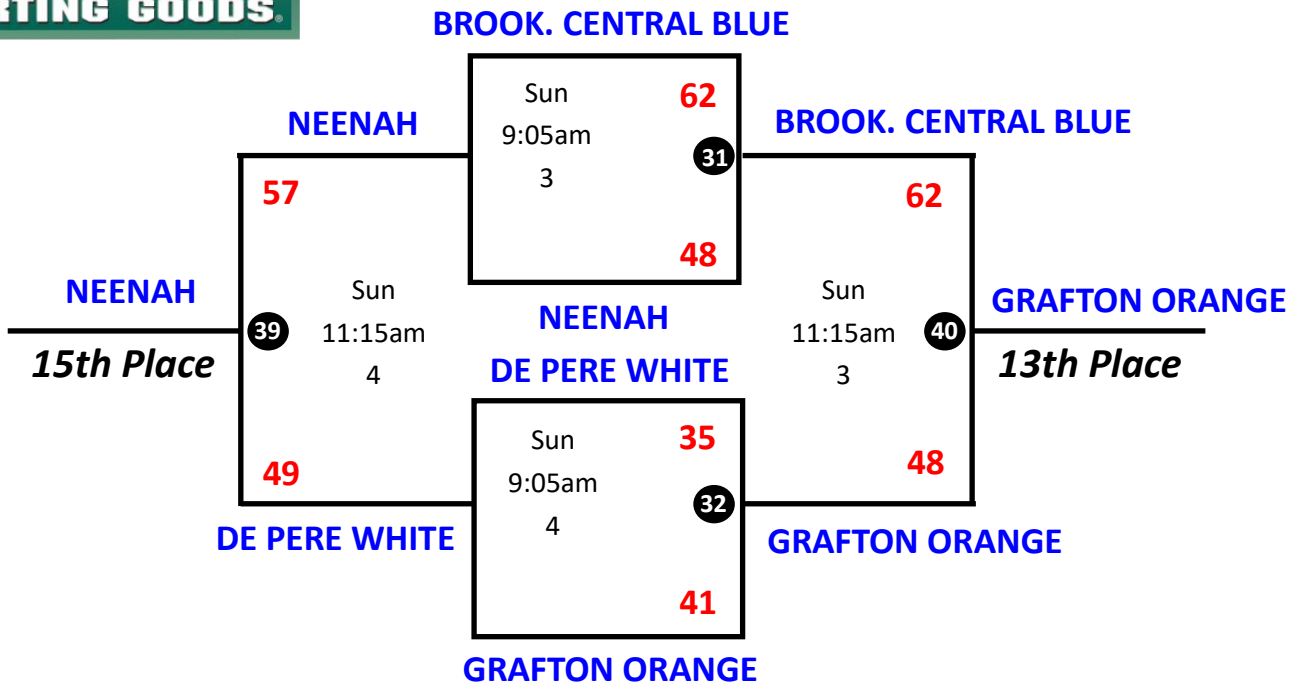 RTING GOODS.
BROOK. CENTRAL BLUE
Sun
9:05am
3
62
31
48
NEENAH
NEENAH
BROOK. CENTRAL BLUE
57
62
NEENAH
15th Place
39
Sun
11:15am
4
Sun
11:15am
3
40
GRAFTON ORANGE
13th Place
49
48
DE PERE WHITE
DE PERE WHITE
Sun
9:05am
4
35
32
41
GRAFTON ORANGE
GRAFTON ORANGE